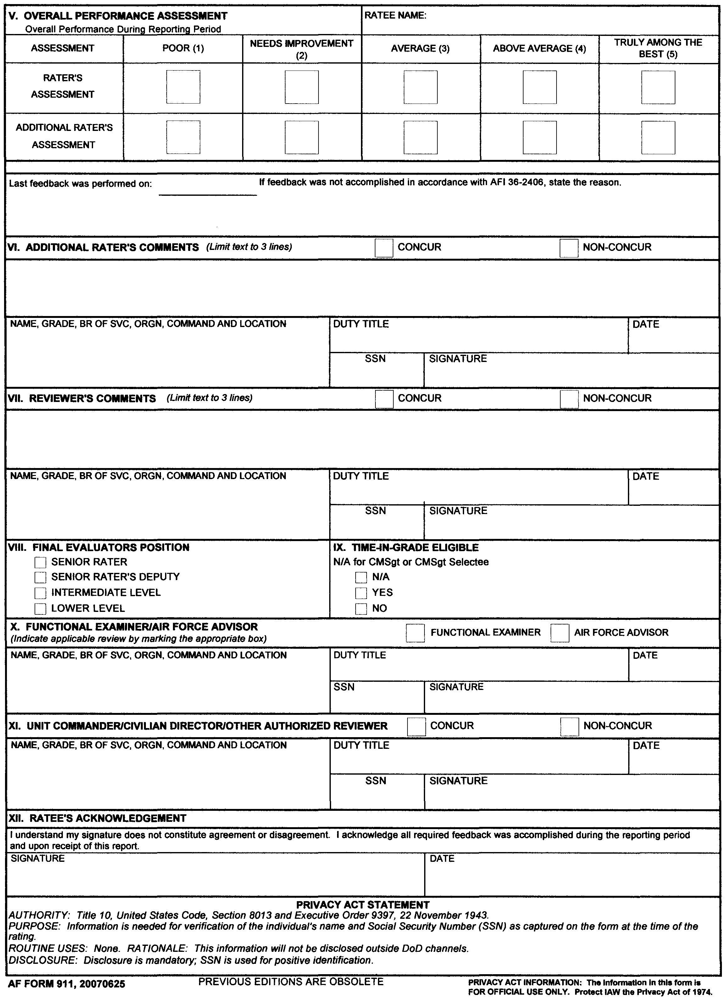 V. OVERALL PERFORMANCE ASSESSMENT
Overall Performance During Reporting Period
RATEE NAME:
ASSESSMENT
POOR (1)
NEEDS IMPROVEMENT
(2)
AVERAGE (3)
ABOVE AVERAGE (4)
TRULY AMONG THE
BEST (5)
RATER'S
ASSESSMENT
ADDITIONAL RATER'S
ASSESSMENT
Last feedback was performed on:
If feedback was not accomplished in accordance with AFI 36-2406, state the reason.
VI. ADDITIONAL RATER'S COMMENTS (Limit text to 3 lines) CONCUR NON-CONCUR
NAME, GRADE, BR OF SVC, ORGN, COMMAND AND LOCATION
DUTY TITLE
DATE
SSN
SIGNATURE
VII. REVIEWER'S COMMENTS (Limit text to 3 lines) CONCUR NON-CONCUR
NAME, GRADE, BR OF SVC, ORGN, COMMAND AND LOCATION
DUTY TITLE
DATE
SSN
SIGNATURE
VIII. FINAL EVALUATORS POSITION
SENIOR RATER
SENIOR RATER'S DEPUTY
INTERMEDIATE LEVEL
LOWER LEVEL
IX. TIME-IN-GRADE ELIGIBLE
N/A for CMSgt or CMSgt Selectee
N/A
YES
NO
X. FUNCTIONAL EXAMINER/AIR FORCE ADVISOR
(Indicate applicable review by marking the appropriate box)
FUNCTIONAL EXAMINER
AIR FORCE ADVISOR
NAME, GRADE, BR OF SVC, ORGN, COMMAND AND LOCATION
DUTY TITLE
DATE
SSN
SIGNATURE
XI. UNIT COMMANDER/CIVILIAN DIRECTOR/OTHER AUTHORIZED REVIEWER CONCUR NON-CONCUR
NAME, GRADE, BR OF SVC, ORGN, COMMAND AND LOCATION
DUTY TITLE
DATE
SSN
SIGNATURE
XII. RATEE'S ACKNOWLEDGEMENT
I understand my signature does not constitute agreement or disagreement. I acknowledge all required feedback was accomplished during the reporting period
and upon receipt of this report.
SIGNATURE
DATE
PRIVACY ACT STATEMENT
AUTHORITY: Title 10, United States Code, Section 8013 and Executive Order 9397, 22 November 1943.
PURPOSE: Information is needed for verification of the individual's name and Social Security Number (SSN) as captured on the form at the time of the
rating.
ROUTINE USES: None. RATIONALE: This information will not be disclosed outside DoD channels.
DISCLOSURE: Disclosure is mandatory; SSN is used for positive identification.
AF FORM 911, 20070625
PREVIOUS EDITIONS ARE OBSOLETE
PRIVACY ACT INFORMATION: The information in this form is
FOR OFFICIAL USE ONLY. Protect IAW the Privacy Act of 1974.